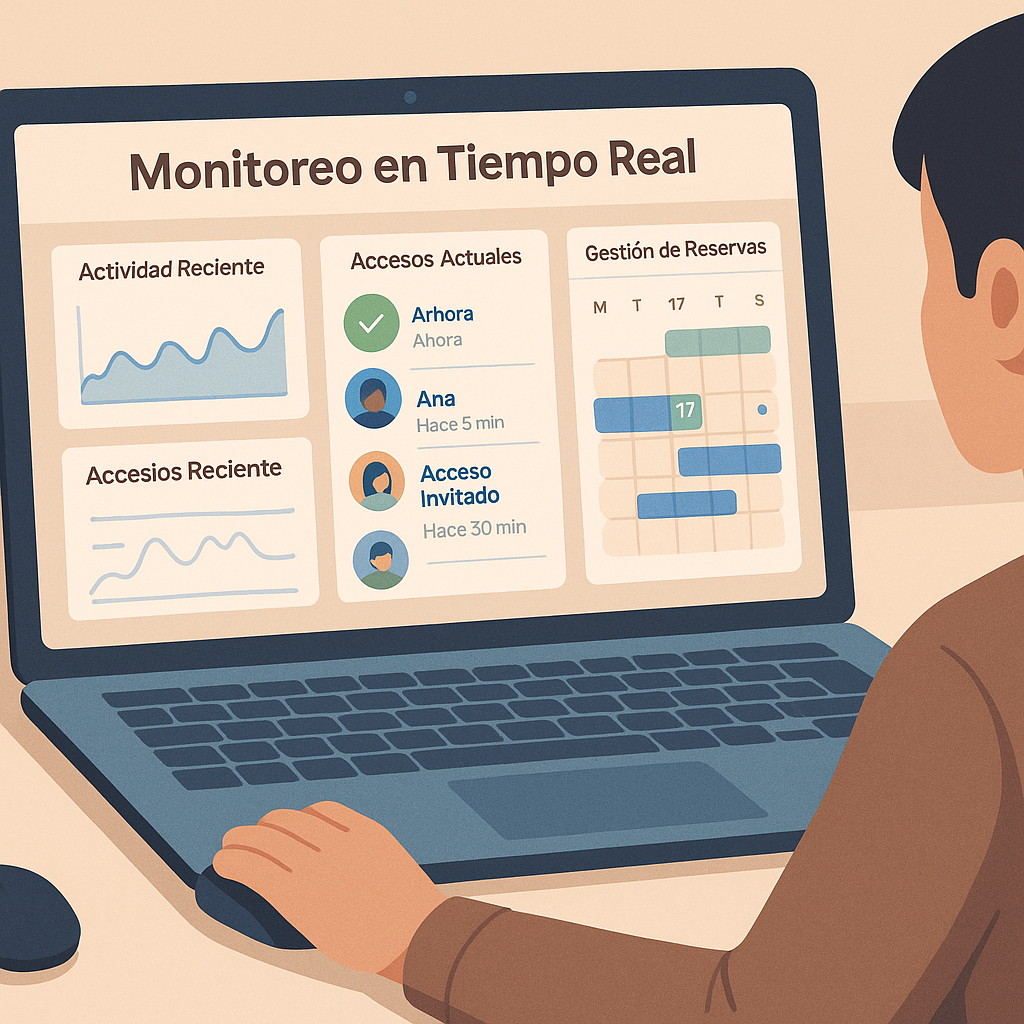 Monitoreo en Tiempo Real
Actividad Reciente
Accesios Reciente
Accesos Actuales
Arhora
Ahora
Ana
Hace 5 min
Acceso
Invitado
Hace 30 min
Gestión de Reservas
M T 17 T S
17